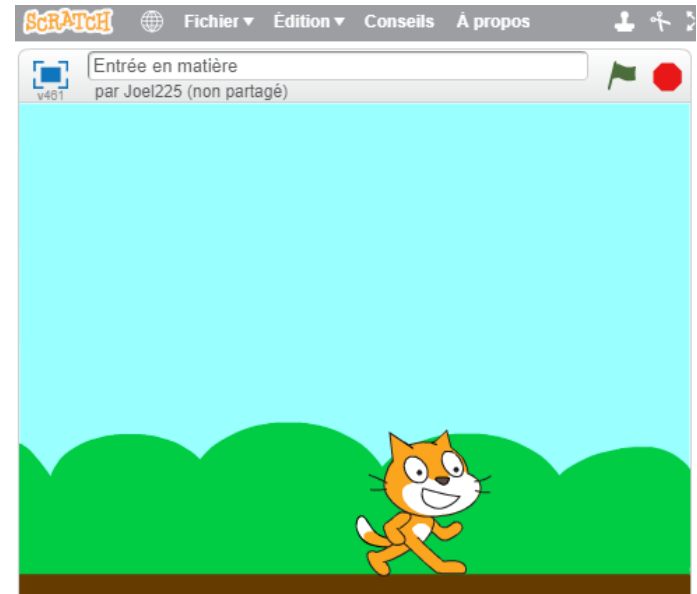 SCRATCH Fichier Édition Conseils À propos
Entrée en matière
v461 par Joel225 (non partagé)